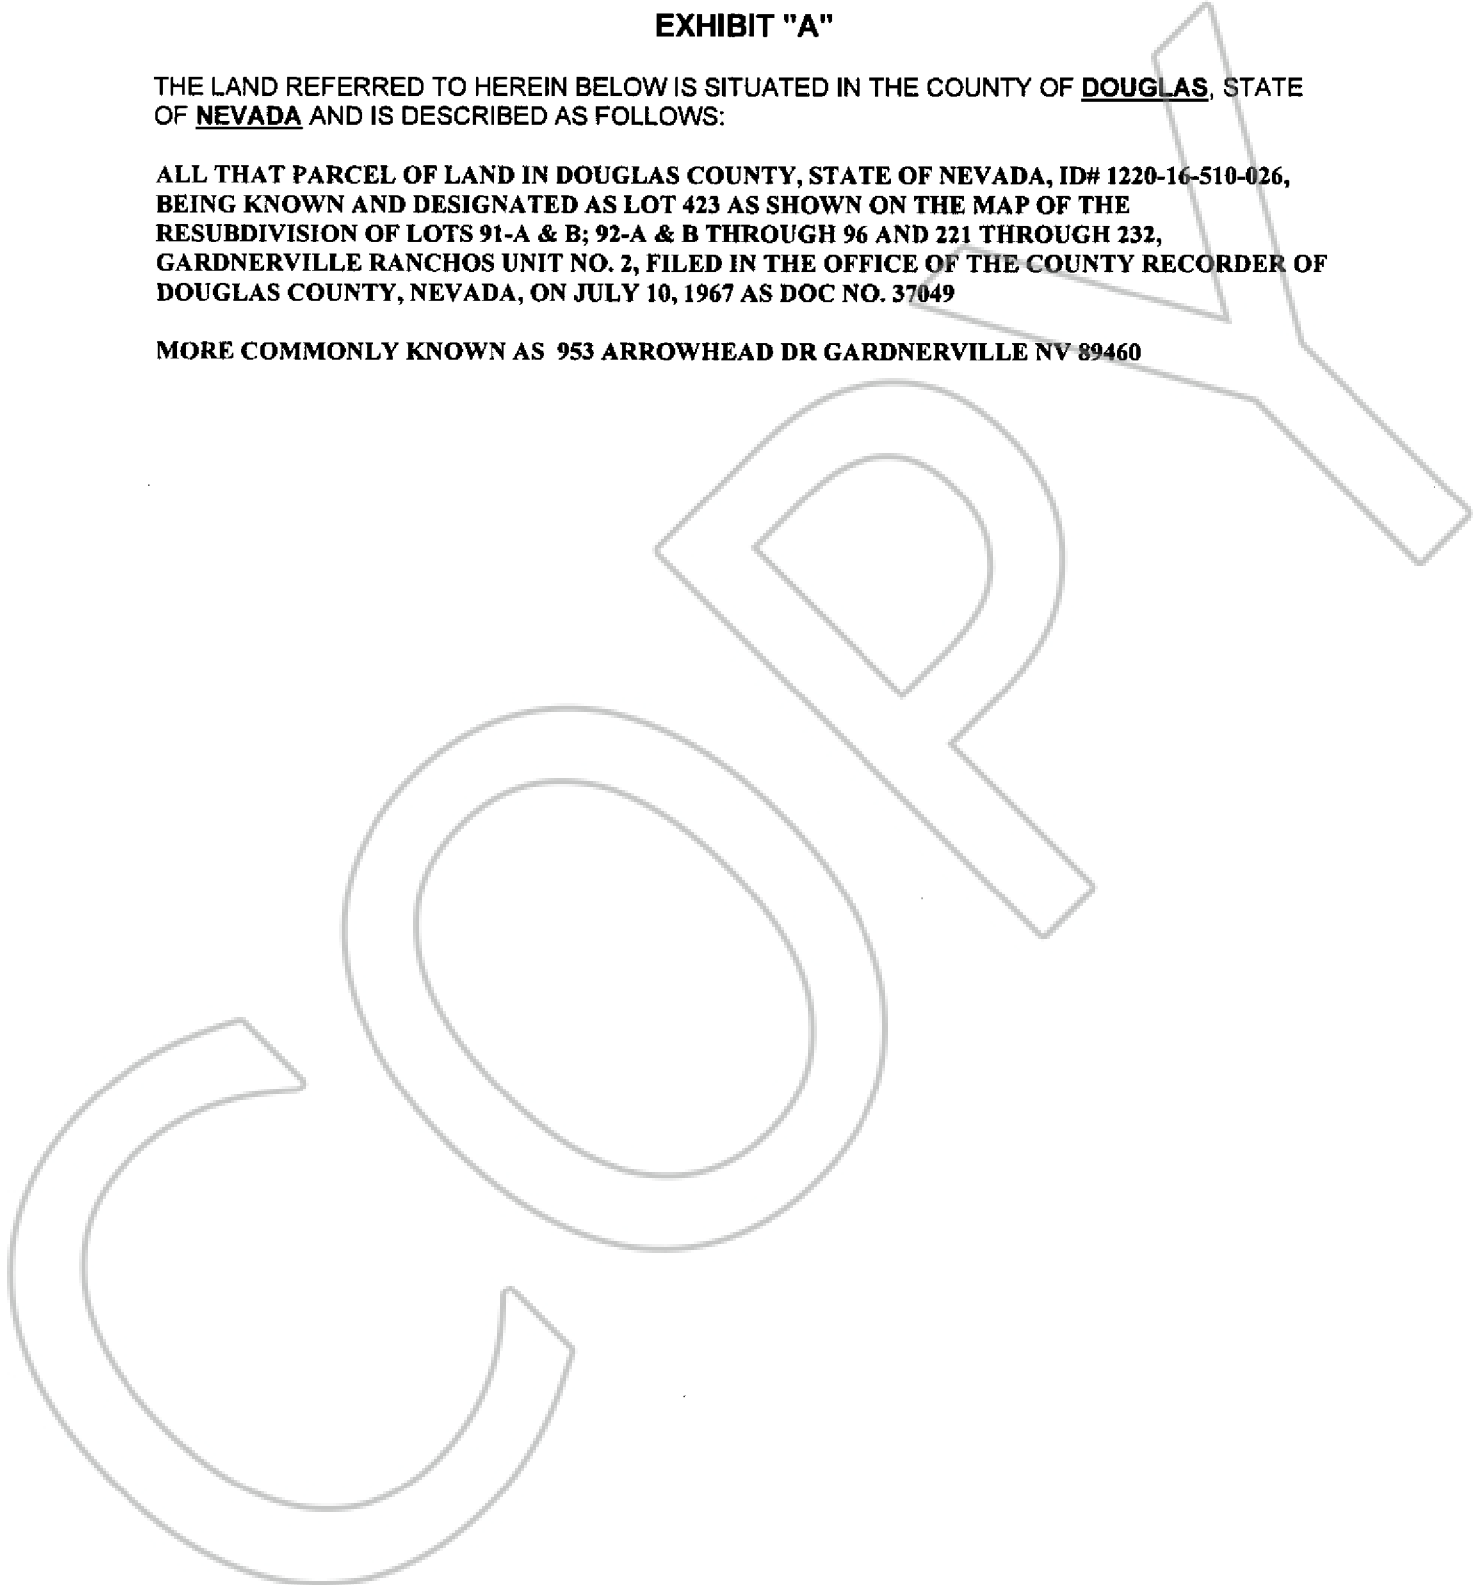 EXHIBIT "A"
THE LAND REFERRED TO HEREIN BELOW IS SITUATED IN THE COUNTY OF DOUGLAS, STATE
OF NEVADA AND IS DESCRIBED AS FOLLOWS:
ALL THAT PARCEL OF LAND IN DOUGLAS COUNTY, STATE OF NEVADA, ID# 1220-16-510-026,
BEING KNOWN AND DESIGNATED AS LOT 423 AS SHOWN ON THE MAP OF THE
RESUBDIVISION OF LOTS 91-A & B; 92-A & B THROUGH 96 AND 221 THROUGH 232,
GARDNERVILLE RANCHOS UNIT NO. 2, FILED IN THE OFFICE OF THE COUNTY RECORDER OF
DOUGLAS COUNTY, NEVADA, ON JULY 10, 1967 AS DOC NO. 37049
MORE COMMONLY KNOWN AS 953 ARROWHEAD DR GARDNERVILLE NV 89460
COPY